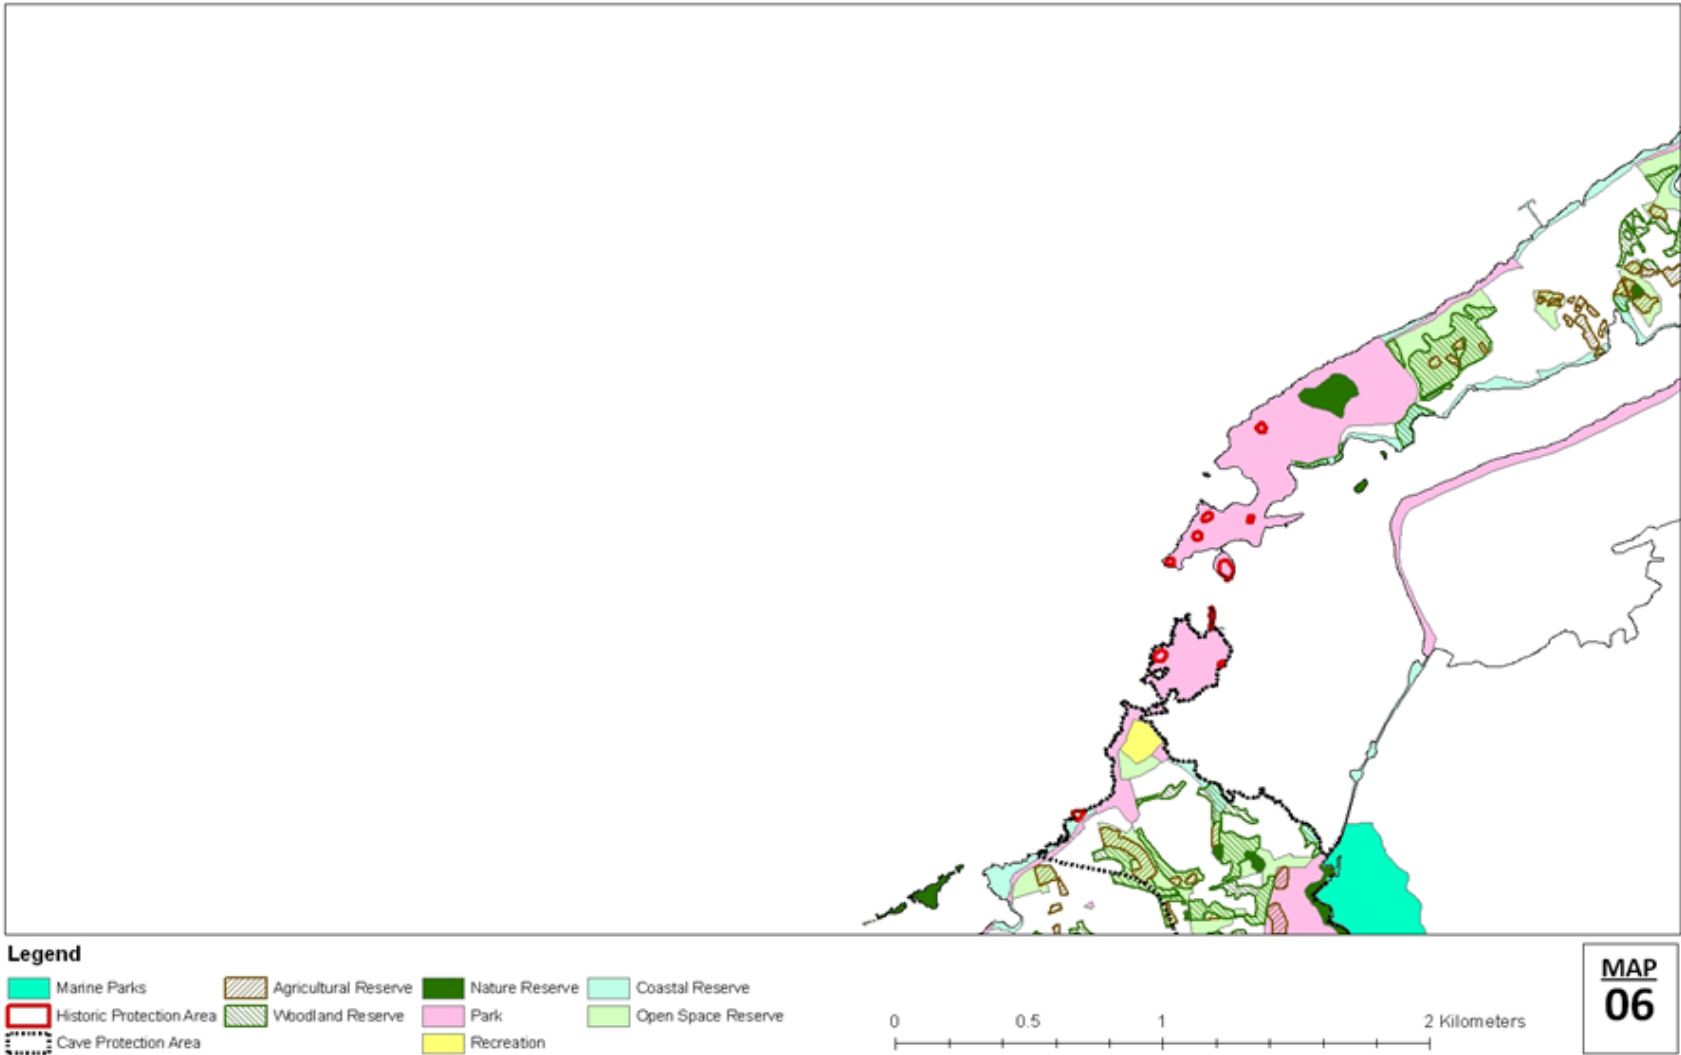 Legend
Marine Parks
Agricultural Reserve
Nature Reserve
Coastal Reserve
Historic Protection Area
Woodland Reserve
Park
Open Space Reserve
Cave Protection Area
Recreation
0 0.5 1 2 Kilometers
MAP
06